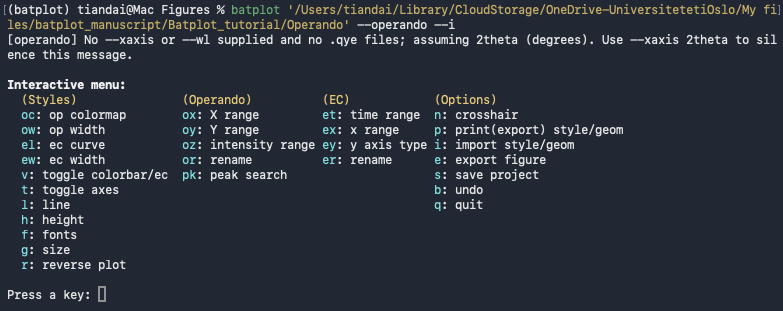 [(batplot) tiandai@Mac Figures % batplot '/Users/tiandai/Library/CloudStorage/OneDrive-UniversitetetiOslo/My fi]
les/batplot_manuscript/Batplot_tutorial/Operando' --operando --i
[operando] No --xaxis or --wl supplied and no .qye files; assuming 2theta (degrees). Use --xaxis 2theta to sil
ence this message.

Interactive menu:
  (Styles)              (Operando)          (EC)            (Options)
  oc: op colormap       ox: X range         et: time range  n: crosshair
  ow: op width          oy: Y range         ex: x range     p: print(export) style/geom
  el: ec curve          oz: intensity range ey: y axis type i: import style/geom
  ew: ec width          or: rename          er: rename      e: export figure
  v: toggle colorbar/ec pk: peak search                     s: save project
  t: toggle axes                                            b: undo
  l: line                                                   q: quit
  h: height
  f: fonts
  g: size
  r: reverse plot

Press a key: